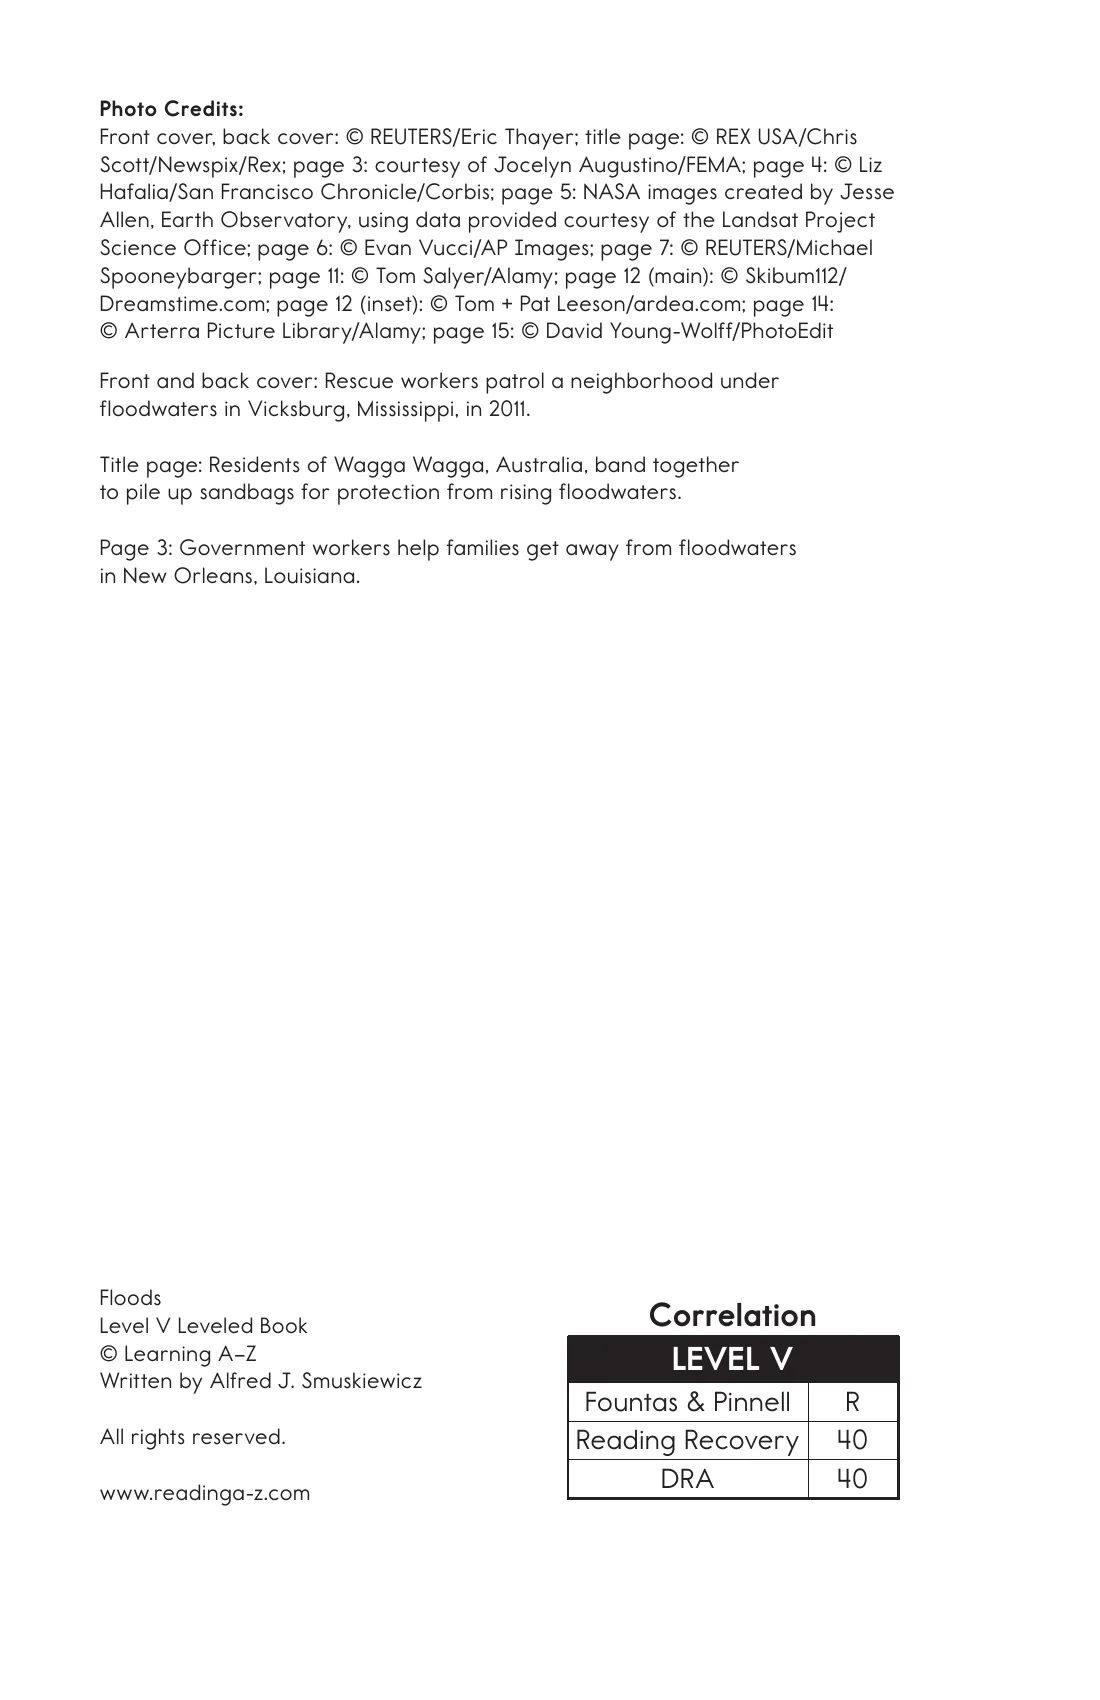 Photo Credits:
Front cover, back cover: © REUTERS/Eric Thayer; title page: © REX USA/Chris
Scott/Newspix/Rex; page 3: courtesy of Jocelyn Augustino/FEMA; page 4: © Liz
Hafalia/San Francisco Chronicle/Corbis; page 5: NASA images created by Jesse
Allen, Earth Observatory, using data provided courtesy of the Landsat Project
Science Office; page 6: © Evan Vucci/AP Images; page 7: © REUTERS/Michael
Spooneybarger; page 11: © Tom Salyer/Alamy; page 12 (main): © Skibum112/
Dreamstime.com; page 12 (inset): © Tom + Pat Leeson/ardea.com; page 14:
© Arterra Picture Library/Alamy; page 15: © David Young-Wolff/PhotoEdit
Front and back cover: Rescue workers patrol a neighborhood under
floodwaters in Vicksburg, Mississippi, in 2011.
Title page: Residents of Wagga Wagga, Australia, band together
to pile up sandbags for protection from rising floodwaters.
Page 3: Government workers help families get away from floodwaters
in New Orleans, Louisiana.
Floods
Level V Leveled Book
© Learning A–Z
Written by Alfred J. Smuskiewicz
All rights reserved.
www.readinga-z.com
Correlation
LEVEL V
Fountas & Pinnell R
Reading Recovery 40
DRA 40